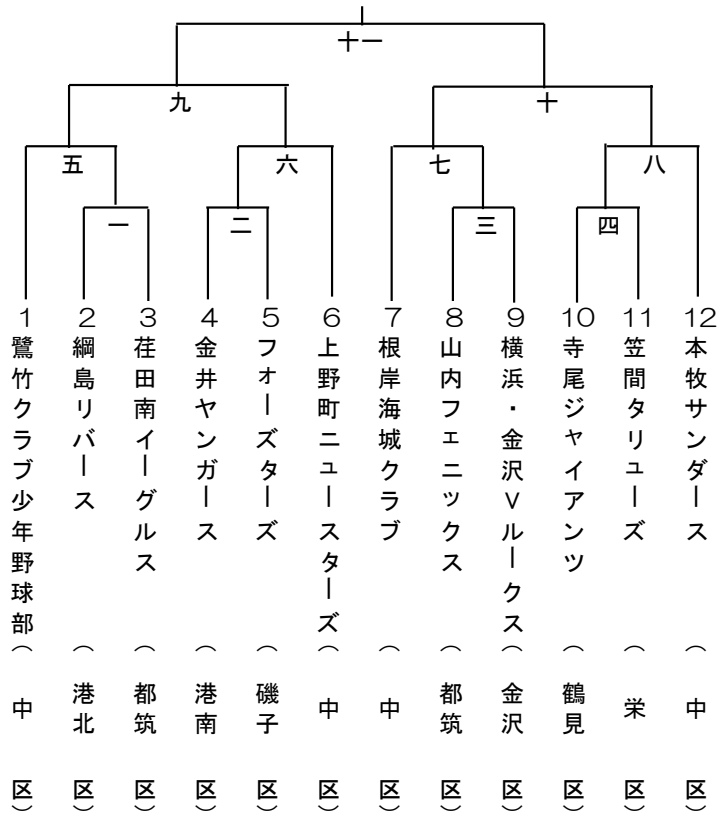 十一
九
十
五
六
七
八
一
二
三
四
1 鷺竹クラブ少年野球部（中区）
2 綱島リバース（港北区）
3 荏田南イーグルス（都筑区）
4 金井ヤンガース（港南区）
5 フォーズターズ（磯子区）
6 上野町ニュースターズ（中区）
7 根岸海城クラブ（中区）
8 山内フェニックス（都筑区）
9 横浜・金沢Vルークス（金沢区）
10 寺尾ジャイアンツ（鶴見区）
11 笠間タリューズ（栄区）
12 本牧サンダース（中区）